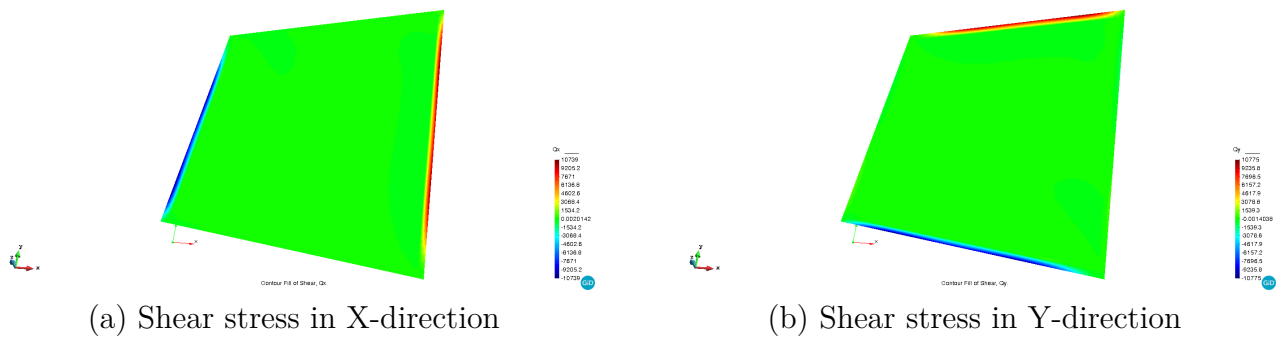 Qx
10739
9205.2
7671
6136.8
4602.6
3068.4
1534.2
0.0020142
-1534.2
-3068.4
-4602.6
-6136.8
-7671
-9205.2
-10739
y
z
x
x
GiD
Contour Fill of Shear, Qx.
(a) Shear stress in X-direction
Qy
10775
9235.8
7696.5
6157.2
4617.9
3078.6
1539.3
-0.0014038
-1539.3
-3078.6
-4617.9
-6157.2
-7696.5
-9235.8
-10775
y
z
x
x
GiD
Contour Fill of Shear, Qy.
(b) Shear stress in Y-direction